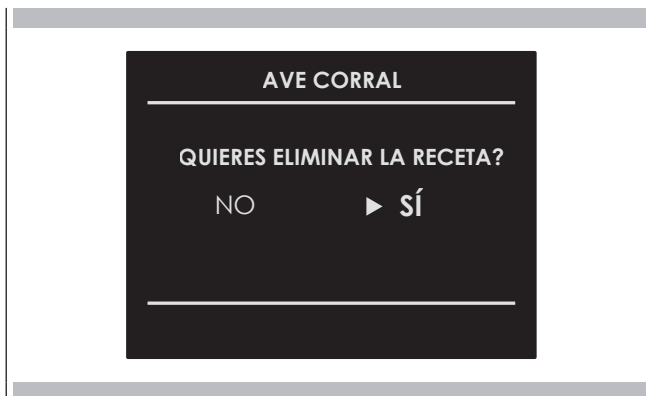 AVE CORRAL
QUIERES ELIMINAR LA RECETA?
NO ▶ SÍ